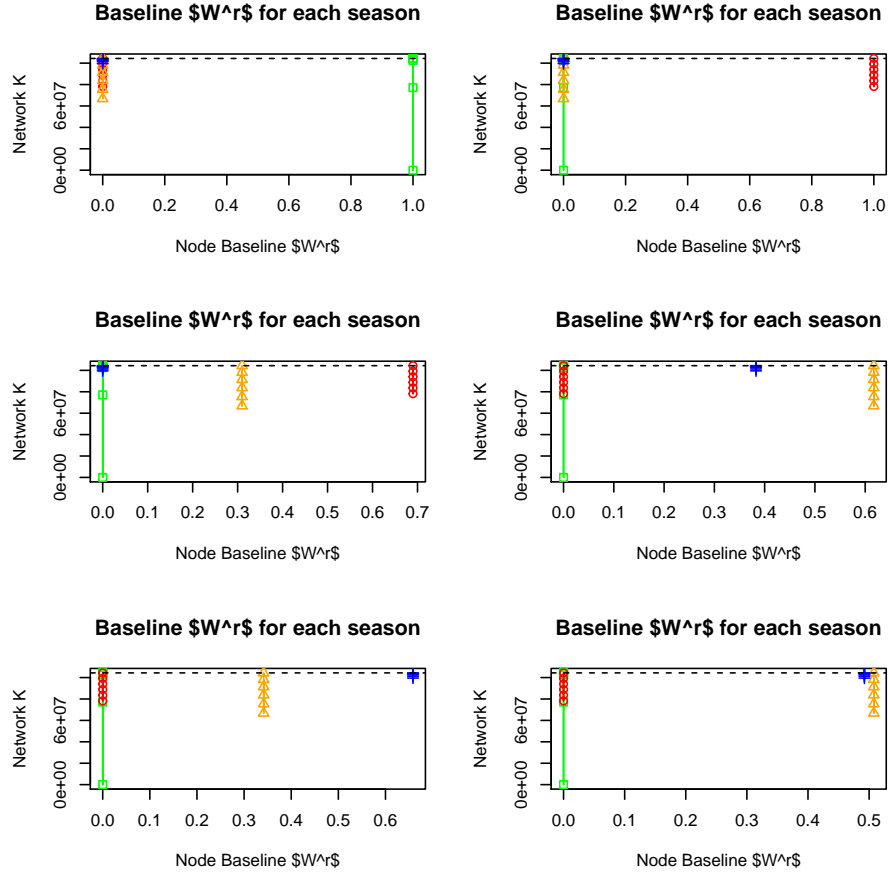 Baseline $W^r$ for each season
Network K
0e+00 6e+07
0.0 0.2 0.4 0.6 0.8 1.0
Node Baseline $W^r$
Baseline $W^r$ for each season
Network K
0e+00 6e+07
0.0 0.2 0.4 0.6 0.8 1.0
Node Baseline $W^r$
Baseline $W^r$ for each season
Network K
0e+00 6e+07
0.0 0.1 0.2 0.3 0.4 0.5 0.6 0.7
Node Baseline $W^r$
Baseline $W^r$ for each season
Network K
0e+00 6e+07
0.0 0.1 0.2 0.3 0.4 0.5 0.6
Node Baseline $W^r$
Baseline $W^r$ for each season
Network K
0e+00 6e+07
0.0 0.1 0.2 0.3 0.4 0.5 0.6
Node Baseline $W^r$
Baseline $W^r$ for each season
Network K
0e+00 6e+07
0.0 0.1 0.2 0.3 0.4 0.5
Node Baseline $W^r$